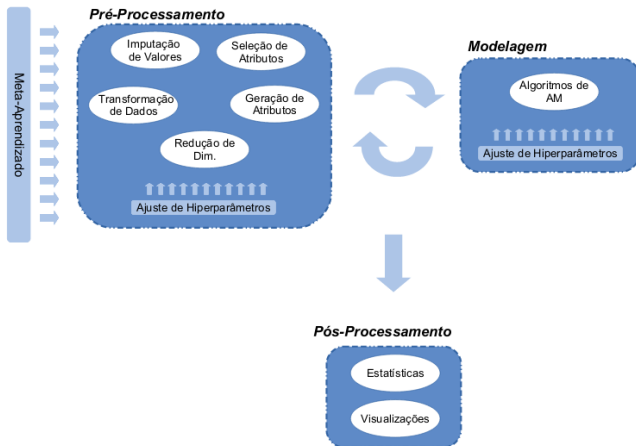 Meta-Aprendizado
Pré-Processamento
Imputação
de Valores
Seleção de
Atributos
Transformação
de Dados
Geração de
Atributos
Redução de
Dim.
Ajuste de Hiperparâmetros
Modelagem
Algoritmos de
AM
Ajuste de Hiperparâmetros
Pós-Processamento
Estatísticas
Visualizações